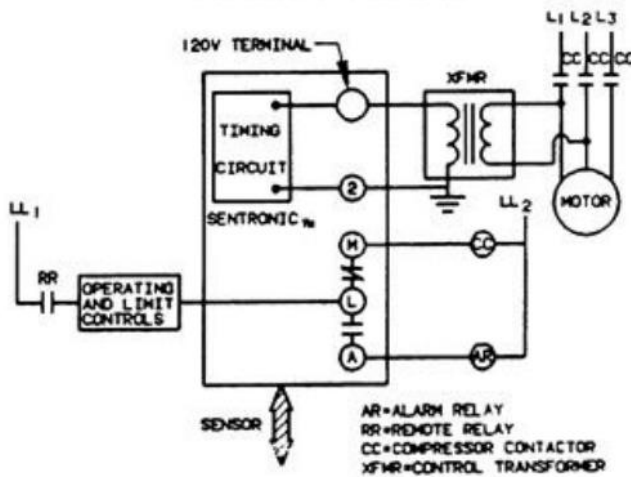 L1 L2 L3
120V TERMINAL
CC CC CC
XFMR
TIMING
CIRCUIT
2
SENTRONIC TM
MOTOR
LL1
LL2
M
CC
RR
OPERATING
AND LIMIT
CONTROLS
L
A
AR
SENSOR
AR=ALARM RELAY
RR=REMOTE RELAY
CC=COMPRESSOR CONTACTOR
XFMR=CONTROL TRANSFORMER